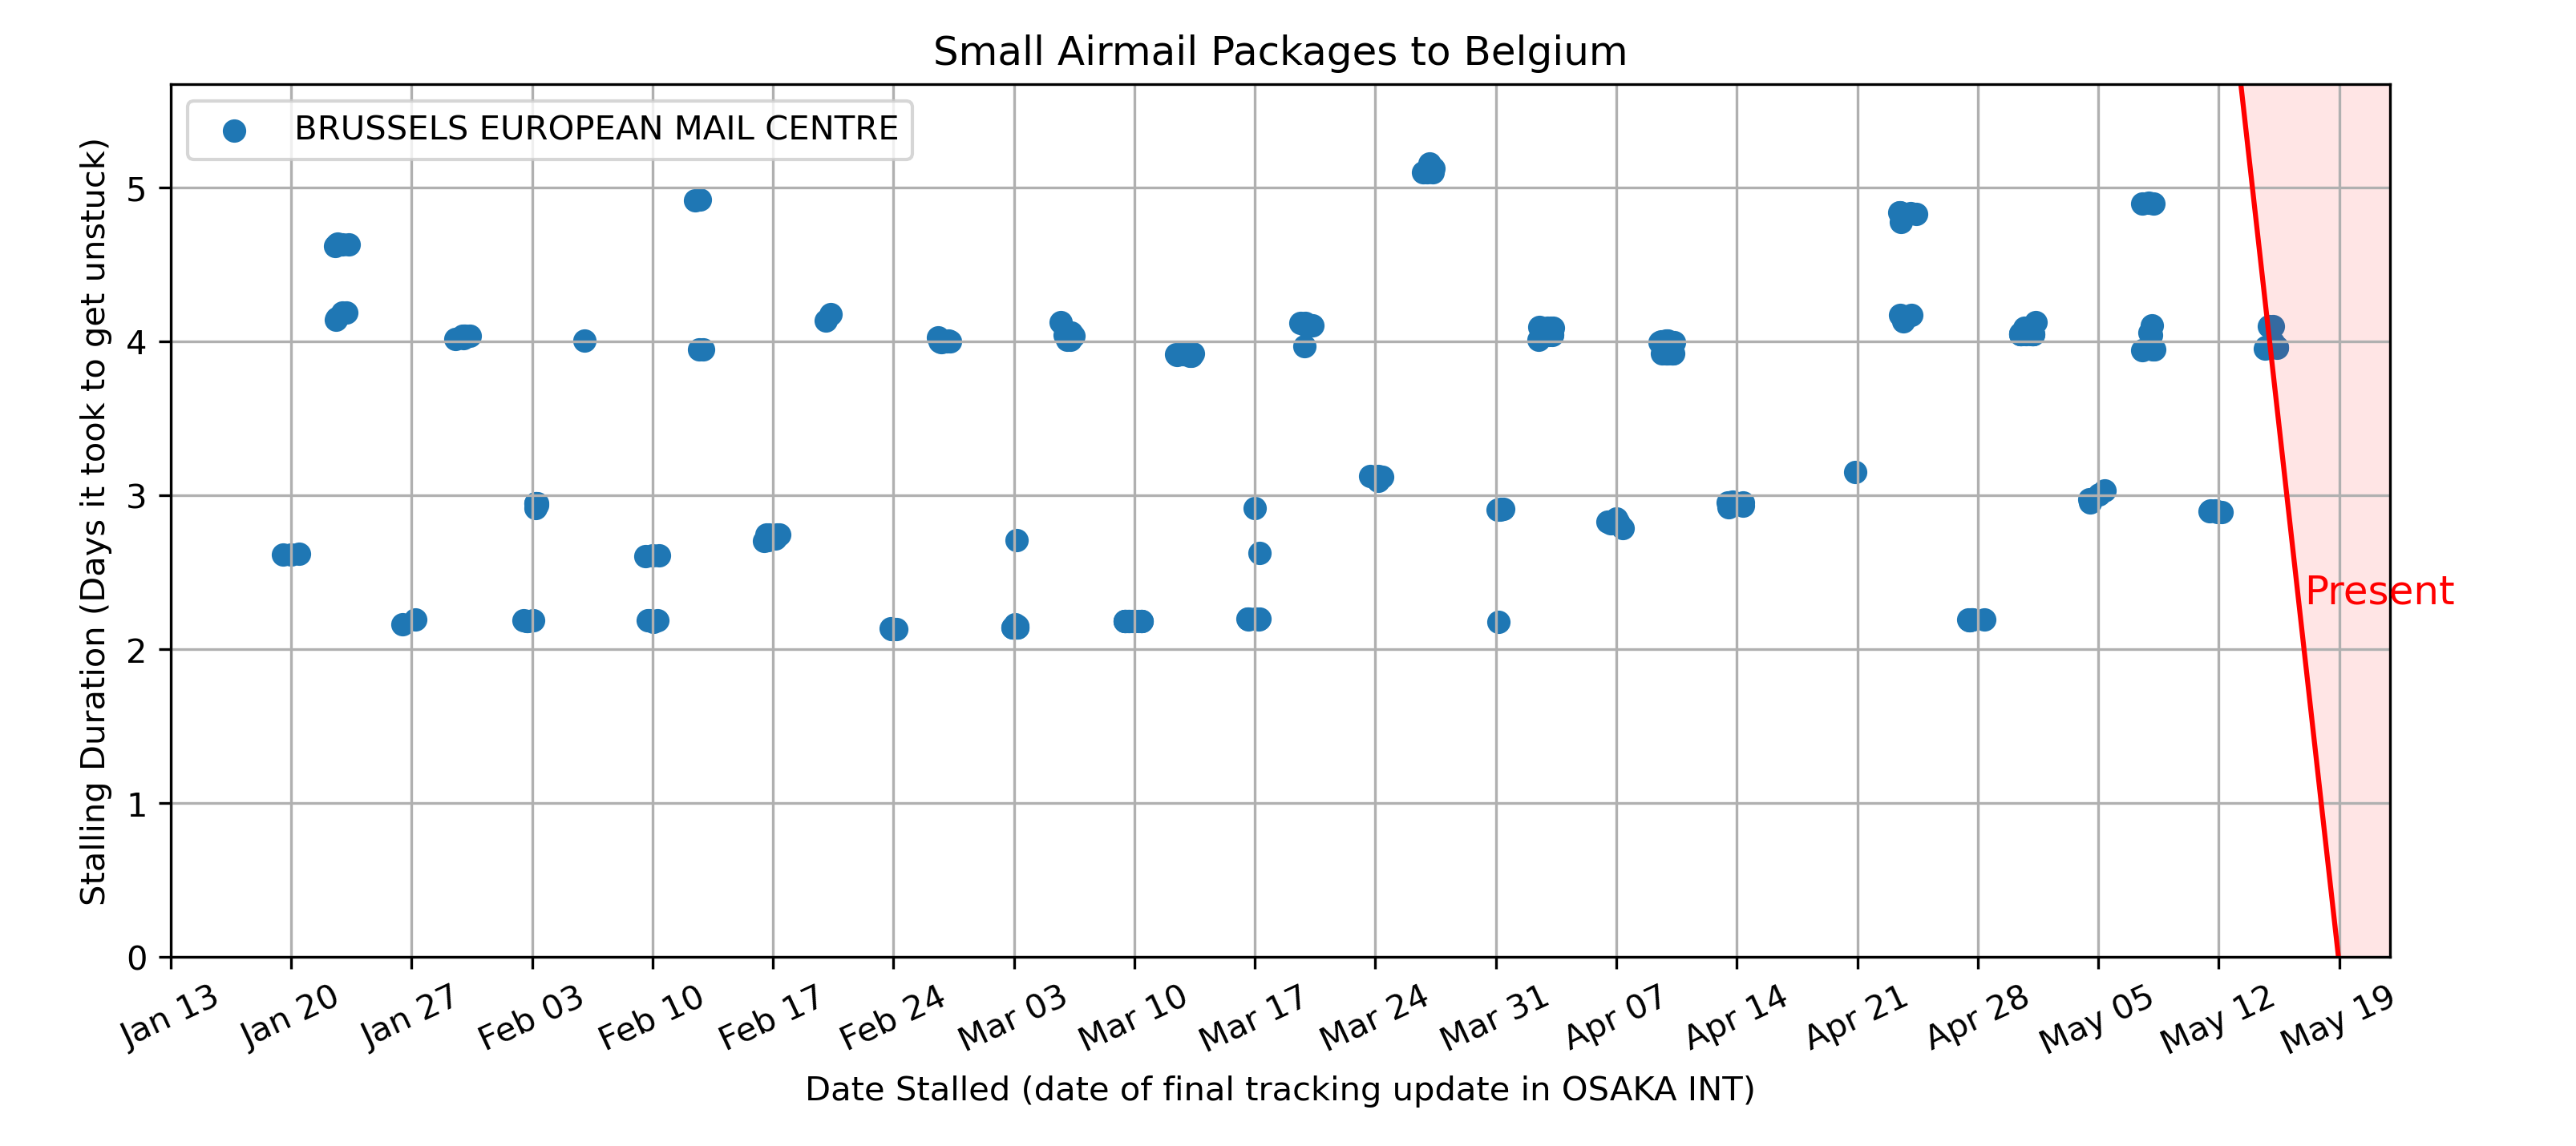 Small Airmail Packages to Belgium
BRUSSELS EUROPEAN MAIL CENTRE
Stalling Duration (Days it took to get unstuck)
5
4
3
2
1
0
Present
Jan 13
Jan 20
Jan 27
Feb 03
Feb 10
Feb 17
Feb 24
Mar 03
Mar 10
Mar 17
Mar 24
Mar 31
Apr 07
Apr 14
Apr 21
Apr 28
May 05
May 12
May 19
Date Stalled (date of final tracking update in OSAKA INT)